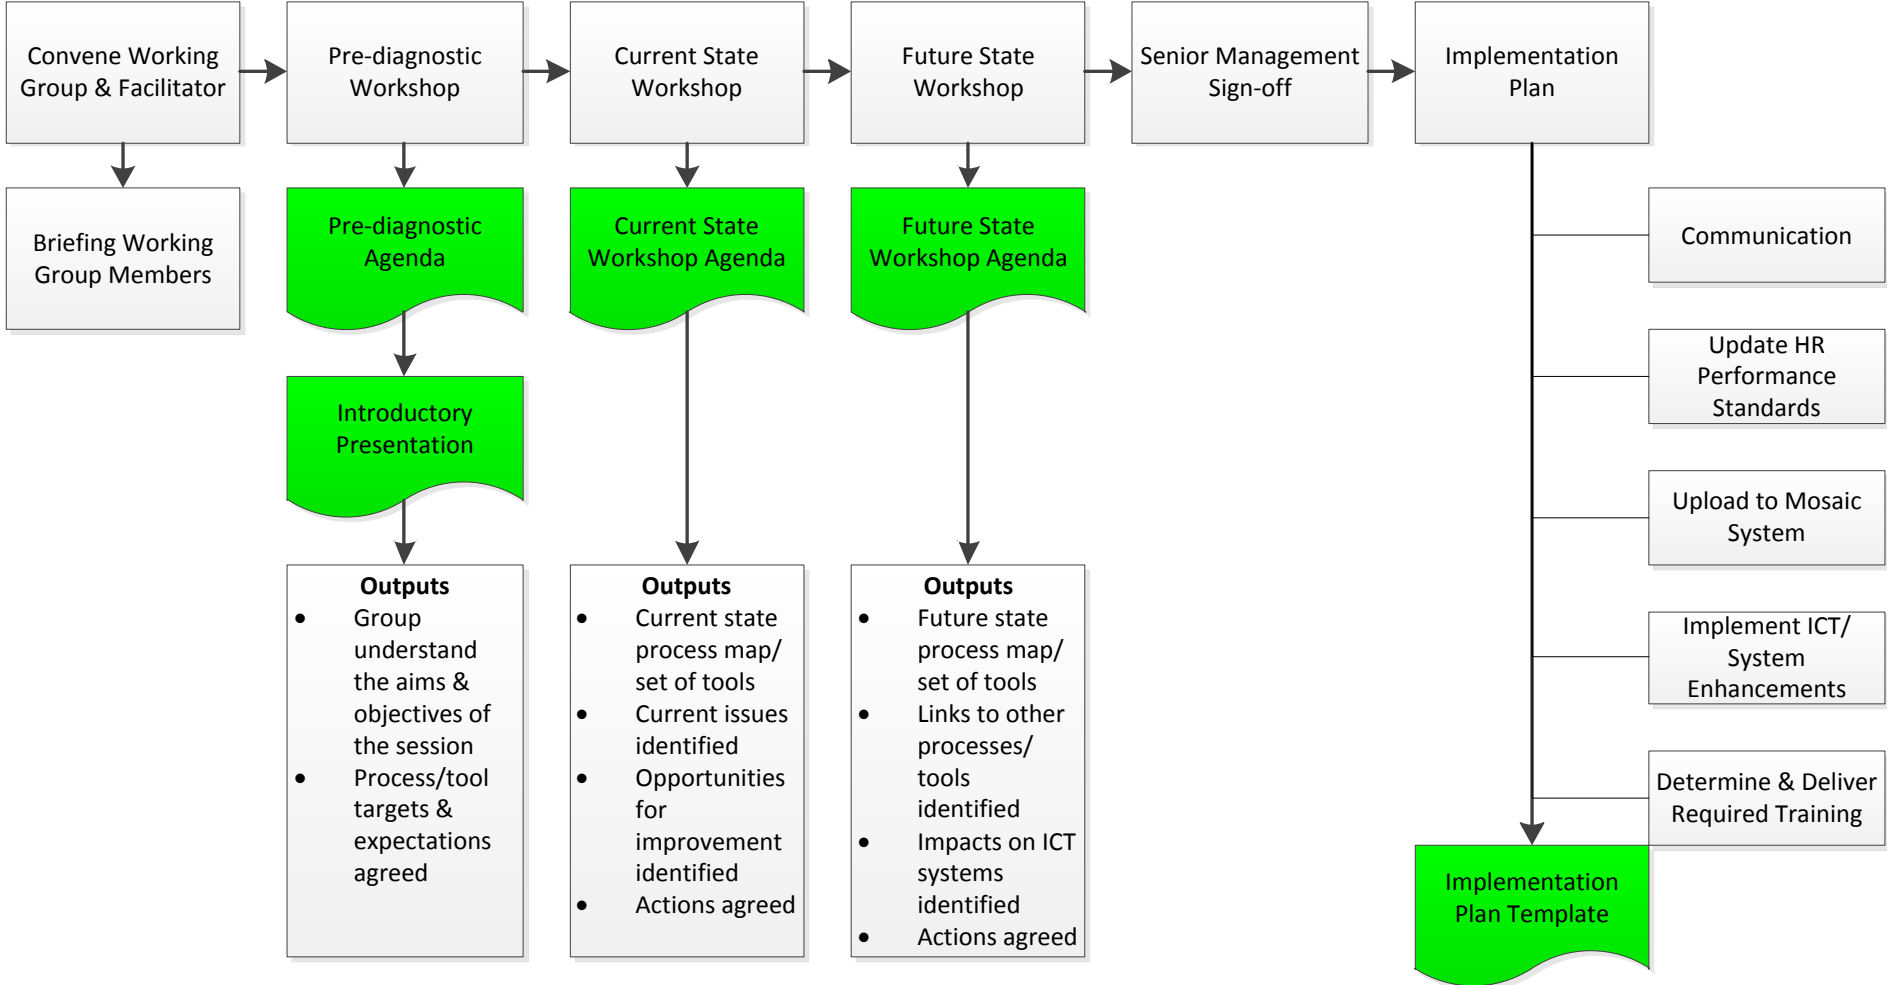 Convene Working
Group & Facilitator
Pre-diagnostic
Workshop
Current State
Workshop
Future State
Workshop
Senior Management
Sign-off
Implementation
Plan
Briefing Working
Group Members
Pre-diagnostic
Agenda
Current State
Workshop Agenda
Future State
Workshop Agenda
Communication
Introductory
Presentation
Update HR
Performance
Standards
Upload to Mosaic
System
Outputs
• Group
understand
the aims &
objectives of
the session
• Process/tool
targets &
expectations
agreed
Outputs
• Current state
process map/
set of tools
• Current issues
identified
• Opportunities
for
improvement
identified
• Actions agreed
Outputs
• Future state
process map/
set of tools
• Links to other
processes/
tools
identified
• Impacts on ICT
systems
identified
• Actions agreed
Implement ICT/
System
Enhancements
Determine & Deliver
Required Training
Implementation
Plan Template